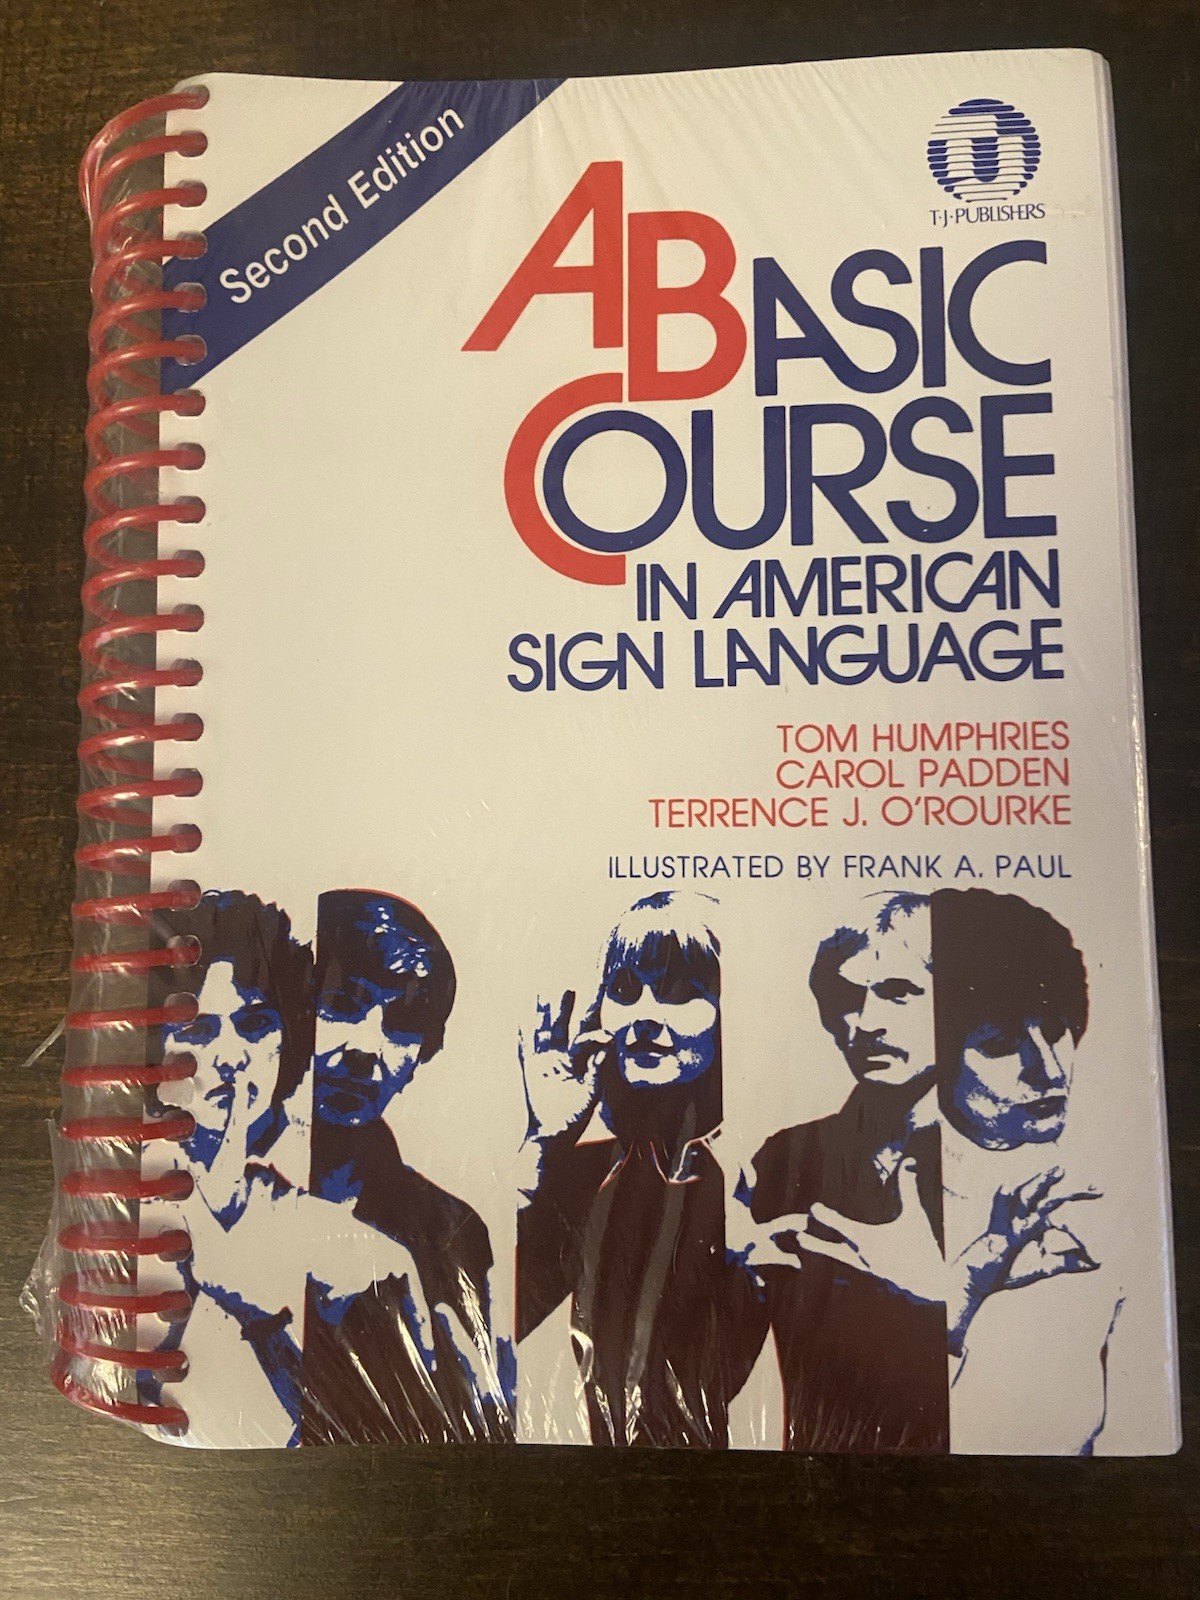 Second Edition
T·J·PUBLISHERS
A BASIC
COURSE
IN AMERICAN
SIGN LANGUAGE
TOM HUMPHRIES
CAROL PADDEN
TERRENCE J. O'ROURKE
ILLUSTRATED BY FRANK A. PAUL